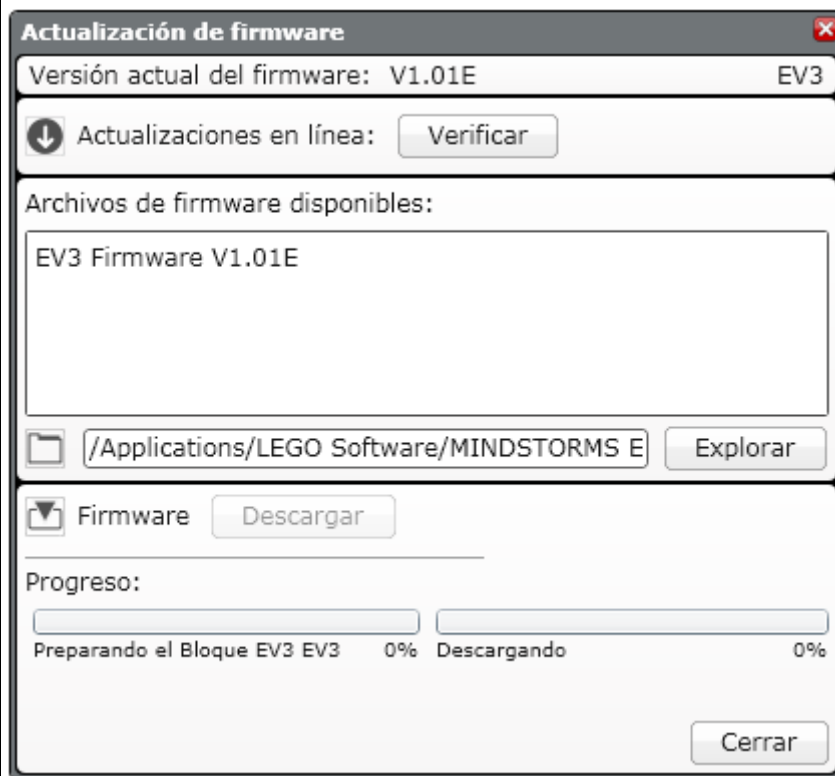 Actualización de firmware
Versión actual del firmware: V1.01E EV3
Actualizaciones en línea: Verificar
Archivos de firmware disponibles:
EV3 Firmware V1.01E
/Applications/LEGO Software/MINDSTORMS E Explorar
Firmware Descargar
Progreso:
Preparando el Bloque EV3 EV3 0% Descargando 0%
Cerrar